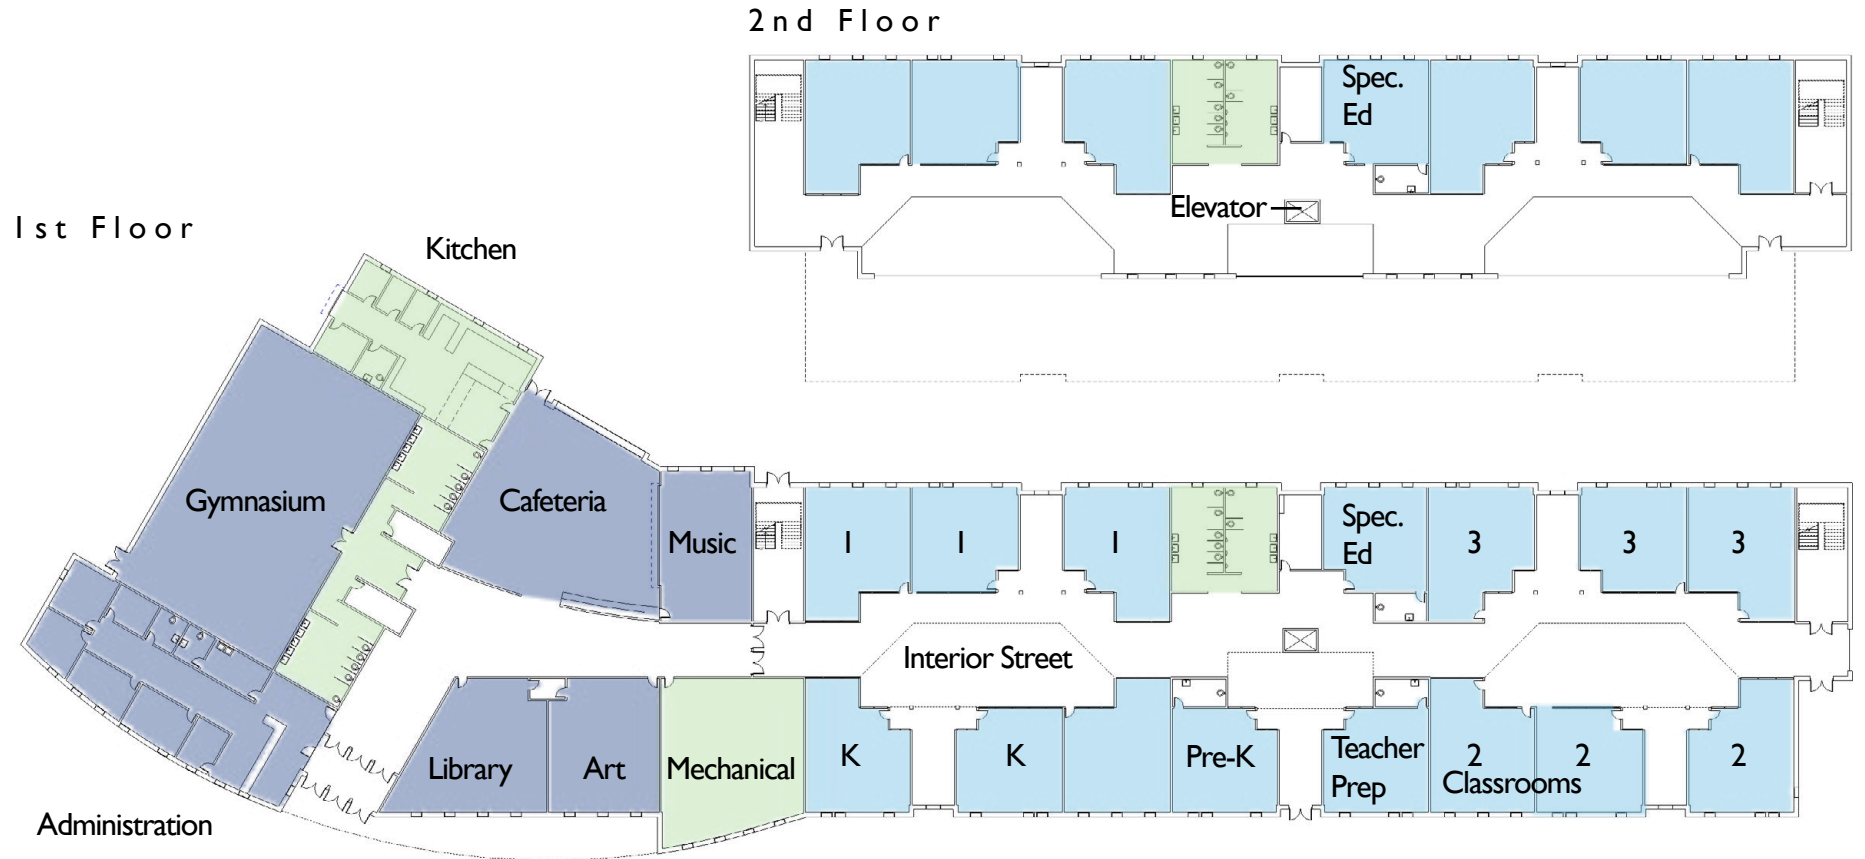 2nd Floor
Spec.
Ed
Elevator
1st Floor
Kitchen
Gymnasium
Cafeteria
Music
1
1
1
Spec.
Ed
3
3
3
Interior Street
Library
Art
Mechanical
K
K
Pre-K
Teacher
Prep
2
2
2
Classrooms
Administration